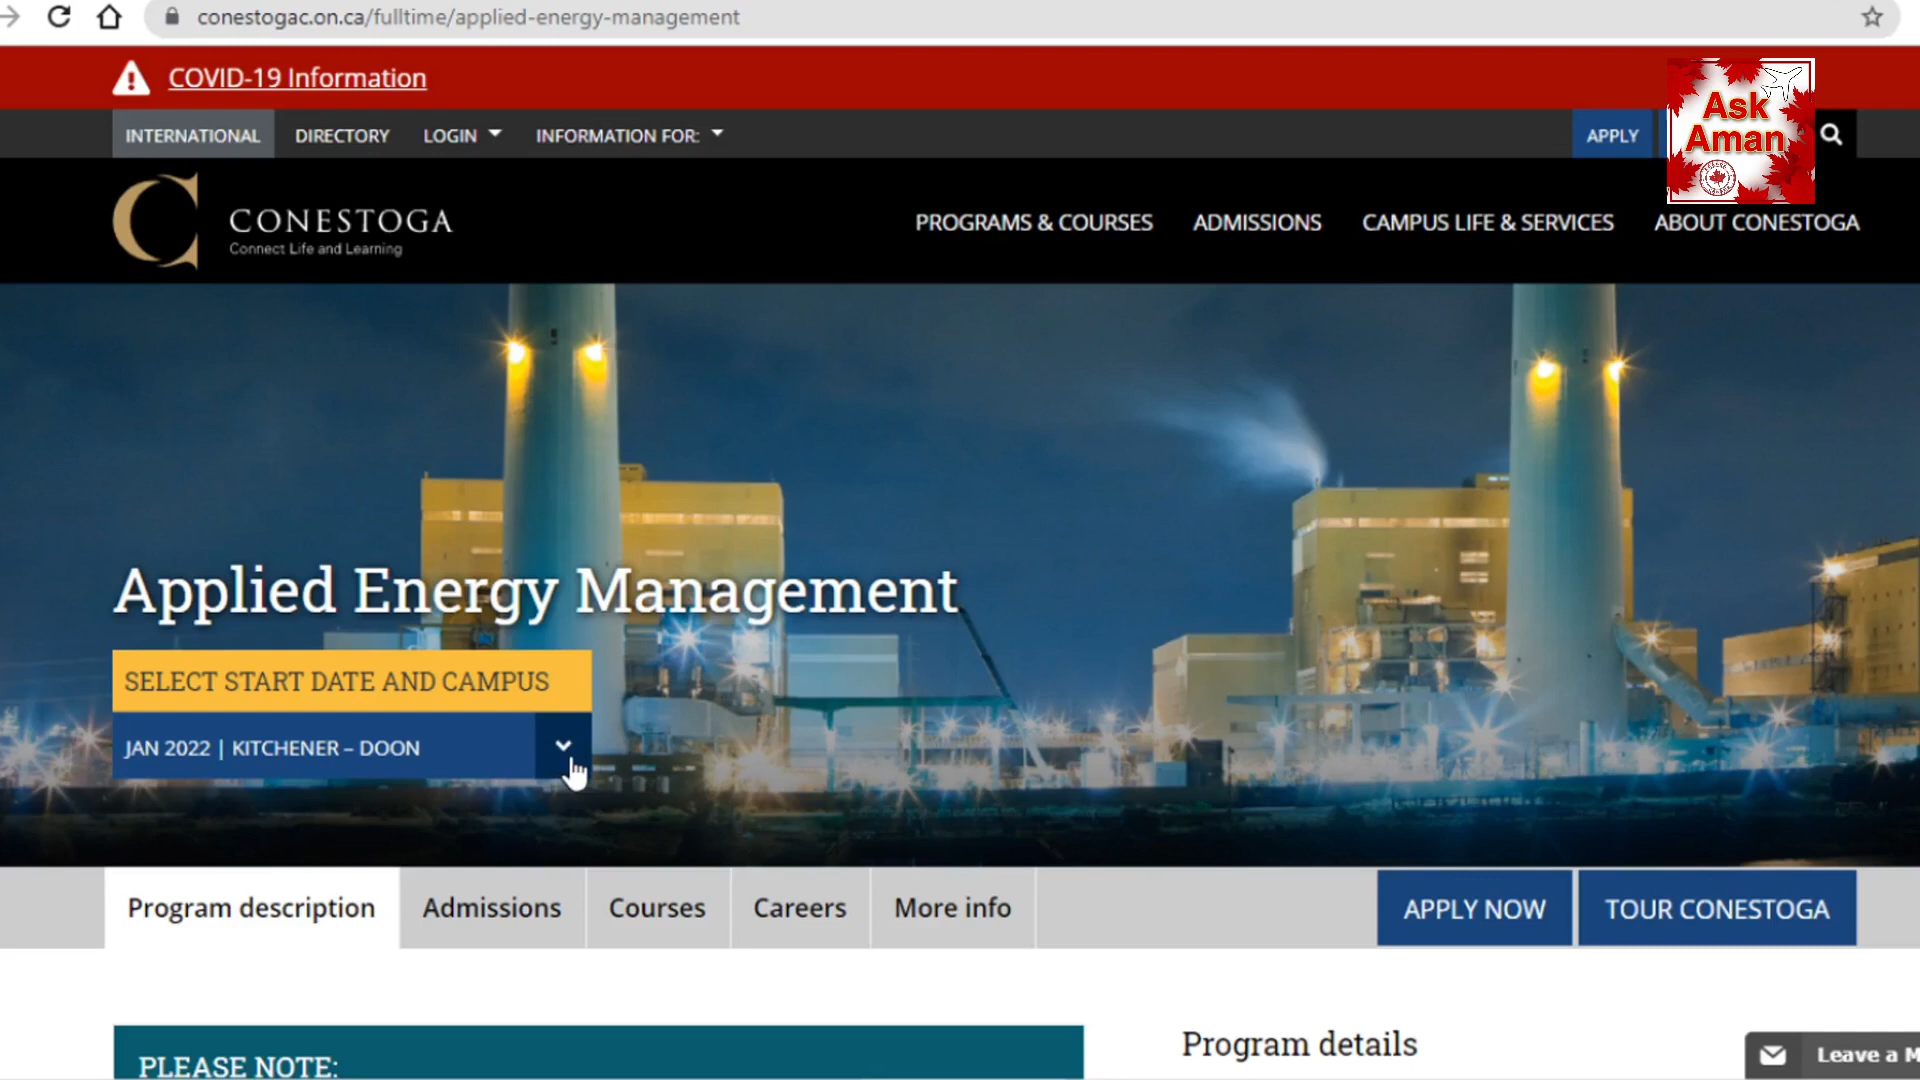 conestogac.on.ca/fulltime/applied-energy-management
COVID-19 Information
INTERNATIONAL DIRECTORY LOGIN INFORMATION FOR: APPLY
Ask
Aman
CONESTOGA
Connect Life and Learning
PROGRAMS & COURSES ADMISSIONS CAMPUS LIFE & SERVICES ABOUT CONESTOGA
Applied Energy Management
SELECT START DATE AND CAMPUS
JAN 2022 | KITCHENER – DOON
Program description Admissions Courses Careers More info APPLY NOW TOUR CONESTOGA
PLEASE NOTE:
Program details
Leave a M